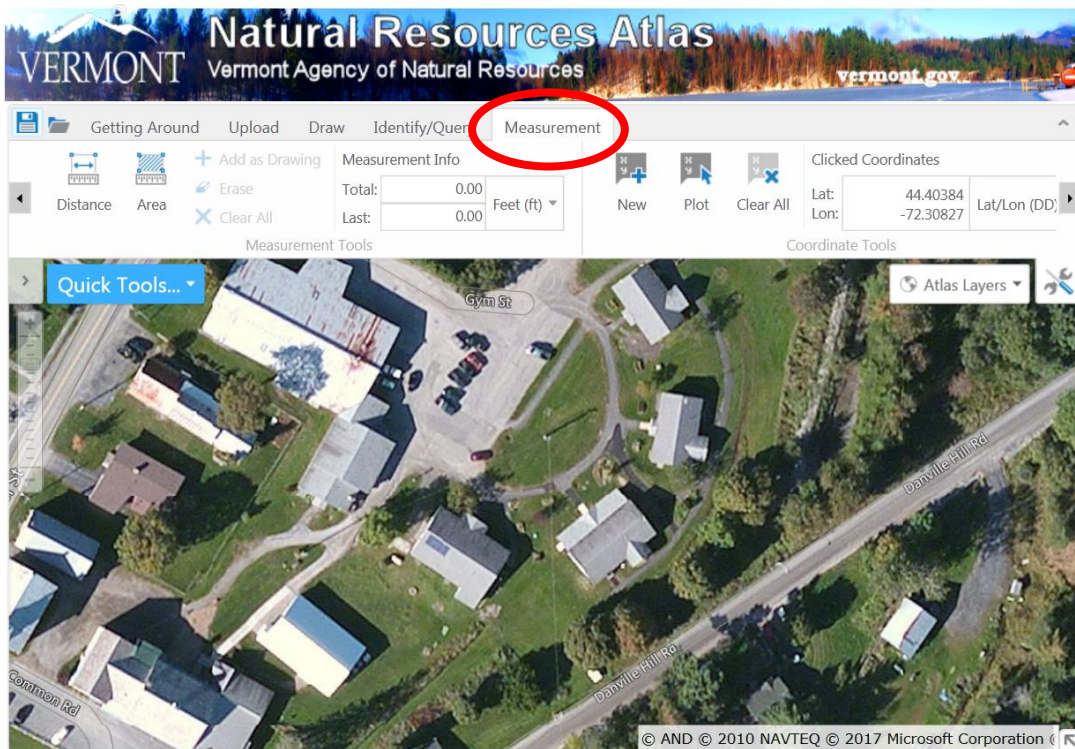 VERMONT
Natural Resources Atlas
Vermont Agency of Natural Resources
vermont.gov
Getting Around Upload Draw Identify/Query Measurement
Distance
Area
Add as Drawing
Erase
Clear All
Measurement Info
Total: 0.00
Last: 0.00
Feet (ft)
Measurement Tools
New
Plot
Clear All
Clicked Coordinates
Lat: 44.40384
Lon: -72.30827
Lat/Lon (DD)
Coordinate Tools
Quick Tools...
Atlas Layers
Gym St
Danville Hill Rd
St
Danville Hill Rd
Common Rd
© AND © 2010 NAVTEQ © 2017 Microsoft Corporation